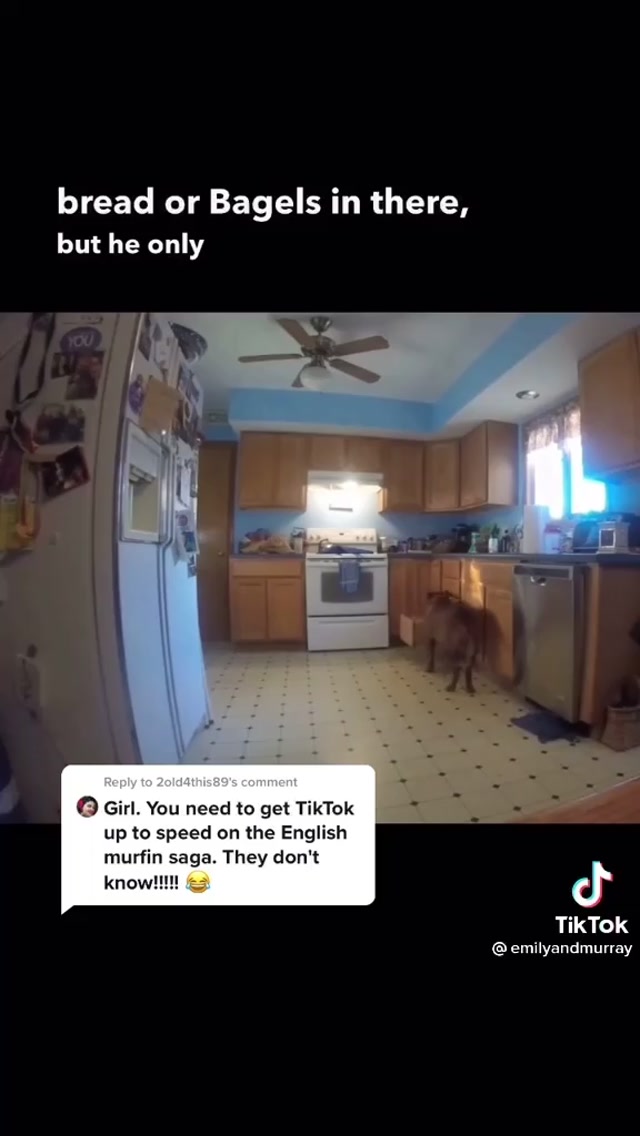 bread or Bagels in there,
but he only
YOU
Reply to 2old4this89's comment
Girl. You need to get TikTok
up to speed on the English
murfin saga. They don't
know!!!!! 😂
TikTok
@emilyandmurray